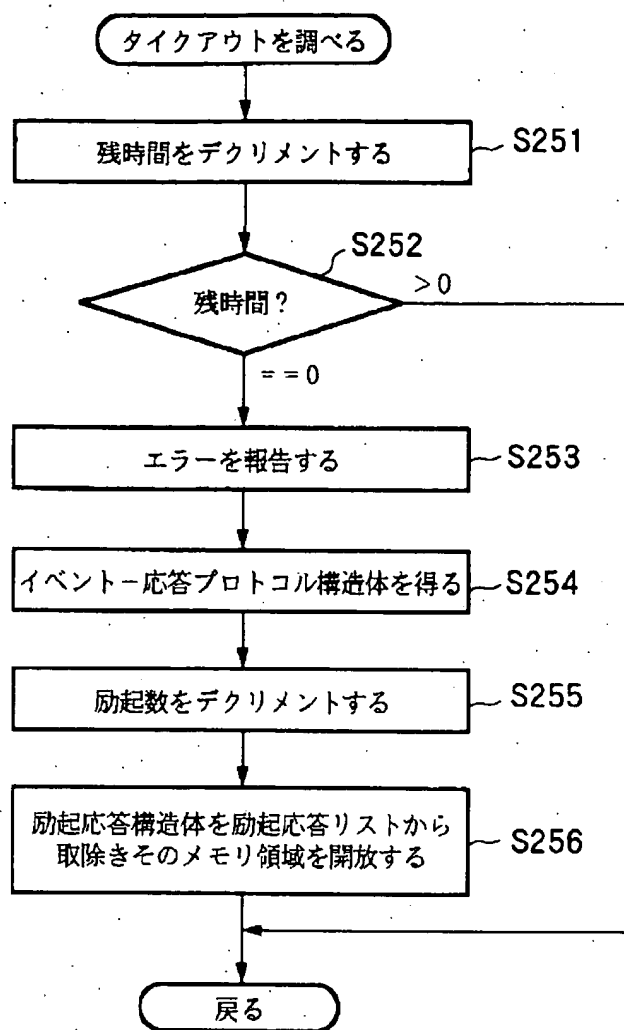 タイクアウトを調べる
残時間をデクリメントする
S251
S252
残時間?
>0
==0
エラーを報告する
S253
イベント-応答プロトコル構造体を得る
S254
励起数をデクリメントする
S255
励起応答構造体を励起応答リストから
取除きそのメモリ領域を開放する
S256
戻る